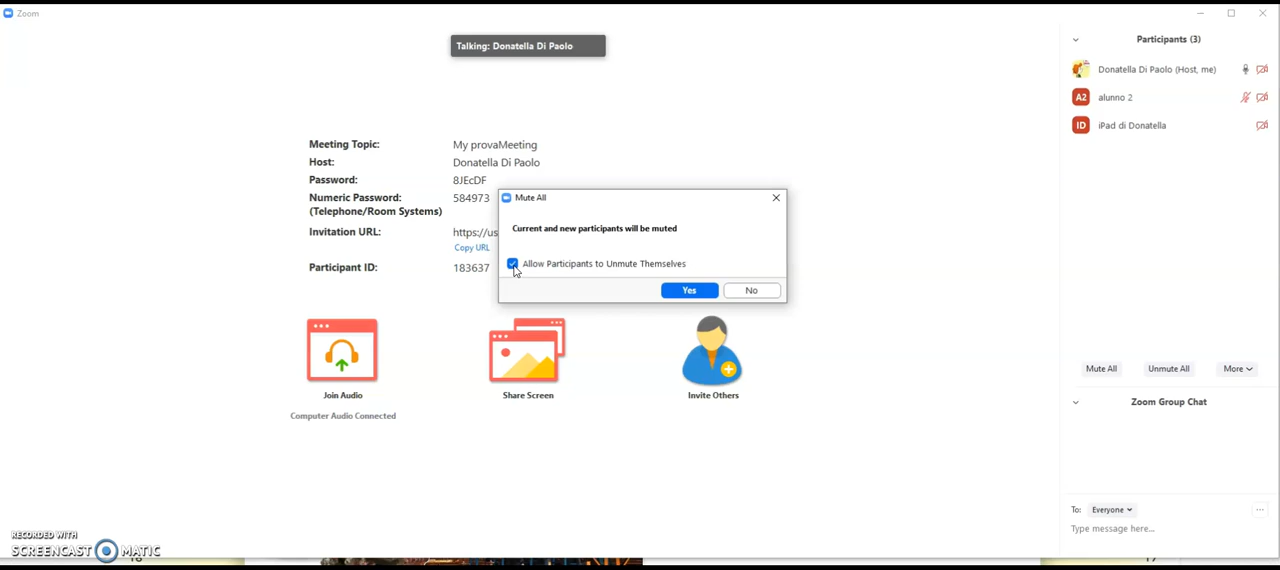 Zoom
Talking: Donatella Di Paolo
Participants (3)
Donatella Di Paolo (Host, me)
A2 alunno 2
ID iPad di Donatella
Meeting Topic: My provaMeeting
Host: Donatella Di Paolo
Password: 8JEcDF
Numeric Password: 584973
(Telephone/Room Systems)
Invitation URL: https://us
Copy URL
Participant ID: 183637
Mute All
Current and new participants will be muted
Allow Participants to Unmute Themselves
Yes No
Join Audio
Share Screen
Invite Others
Computer Audio Connected
Mute All Unmute All More
Zoom Group Chat
To: Everyone
Type message here...
RECORDED WITH
SCREENCAST MATIC